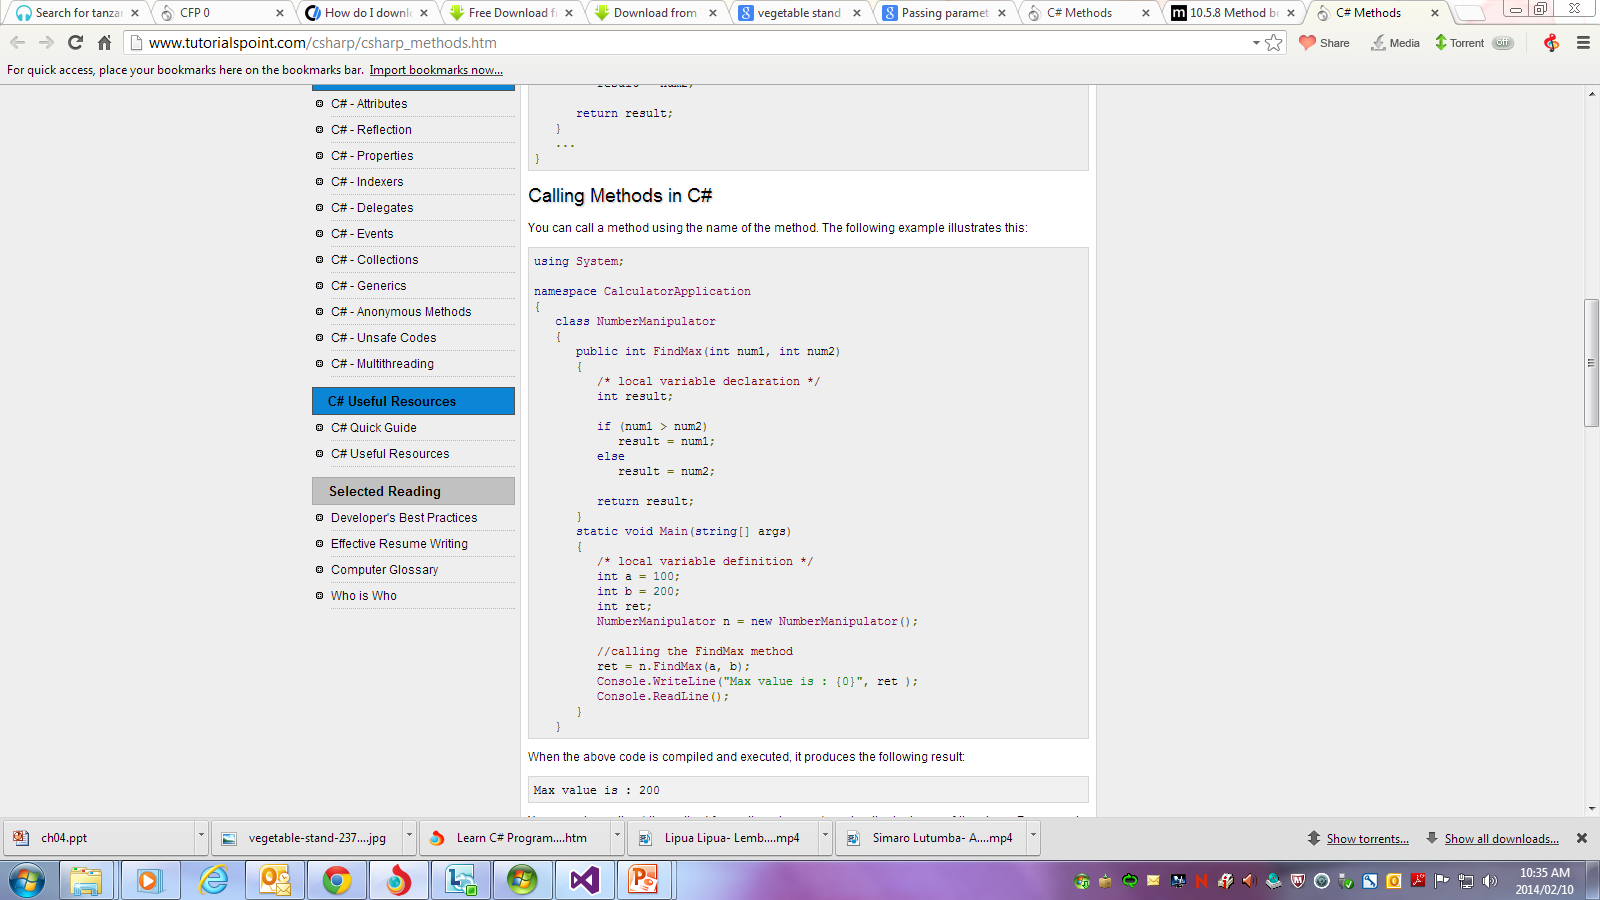 Search for tanzar
CFP 0
How do I downl
Free Download f
Download from
vegetable stand
Passing paramet
C# Methods
10.5.8 Method b
C# Methods
www.tutorialspoint.com/csharp/csharp_methods.htm
Share
Media
Torrent
Off
For quick access, place your bookmarks here on the bookmarks bar. Import bookmarks now...
C# - Attributes
C# - Reflection
C# - Properties
C# - Indexers
C# - Delegates
C# - Events
C# - Collections
C# - Generics
C# - Anonymous Methods
C# - Unsafe Codes
C# - Multithreading
C# Useful Resources
C# Quick Guide
C# Useful Resources
Selected Reading
Developer's Best Practices
Effective Resume Writing
Computer Glossary
Who is Who
return result;
}
...
}
Calling Methods in C#
You can call a method using the name of the method. The following example illustrates this:
using System;
namespace CalculatorApplication
{
class NumberManipulator
{
public int FindMax(int num1, int num2)
{
/* local variable declaration */
int result;
if (num1 > num2)
result = num1;
else
result = num2;
return result;
}
static void Main(string[] args)
{
/* local variable definition */
int a = 100;
int b = 200;
int ret;
NumberManipulator n = new NumberManipulator();
//calling the FindMax method
ret = n.FindMax(a, b);
Console.WriteLine("Max value is : {0}", ret );
Console.ReadLine();
}
}
When the above code is compiled and executed, it produces the following result:
Max value is : 200
ch04.ppt
vegetable-stand-237....jpg
Learn C# Program....htm
Lipua Lipua- Lemb....mp4
Simaro Lutumba- A....mp4
Show torrents...
Show all downloads...
10:35 AM
2014/02/10